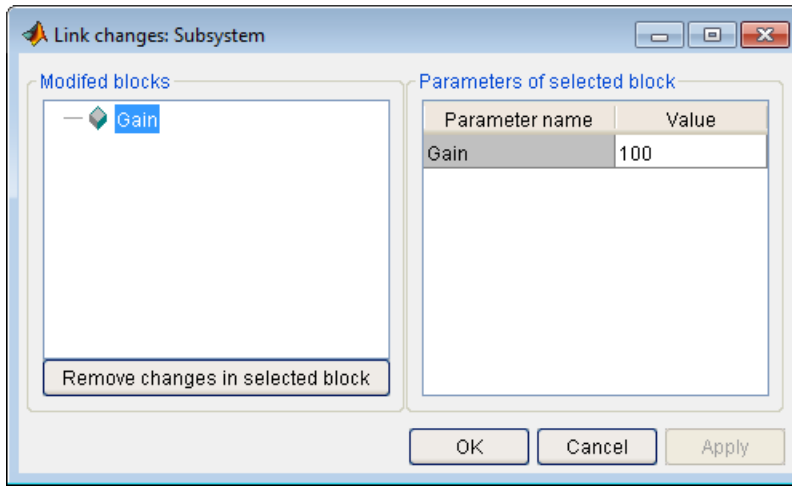 Link changes: Subsystem
Modifed blocks
Gain
Remove changes in selected block
Parameters of selected block
Parameter name Value
Gain 100
OK Cancel Apply